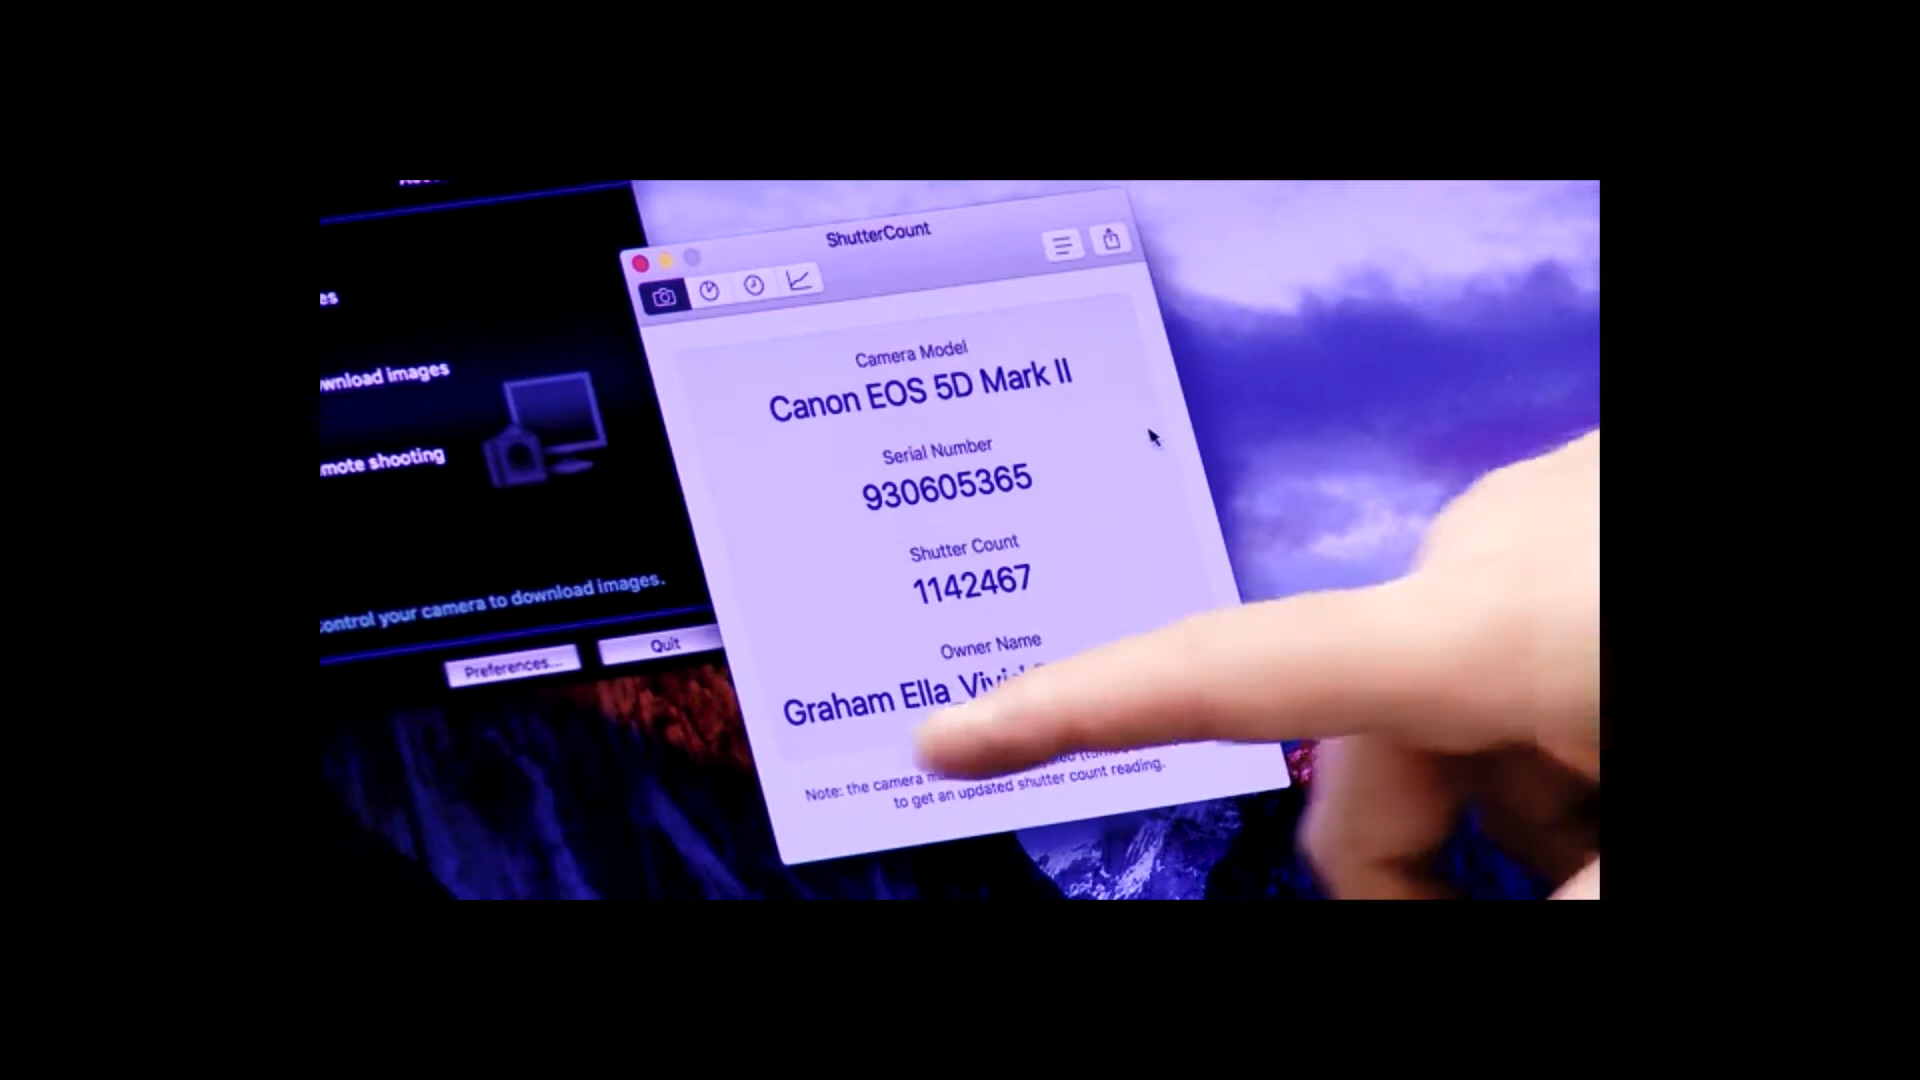 ShutterCount
es
wnload images
mote shooting
ontrol your camera to download images.
Preferences...
Quit
Camera Model
Canon EOS 5D Mark II
Serial Number
930605365
Shutter Count
1142467
Owner Name
Graham Ella_Vivi
Note: the camera
to get an updated shutter count reading.